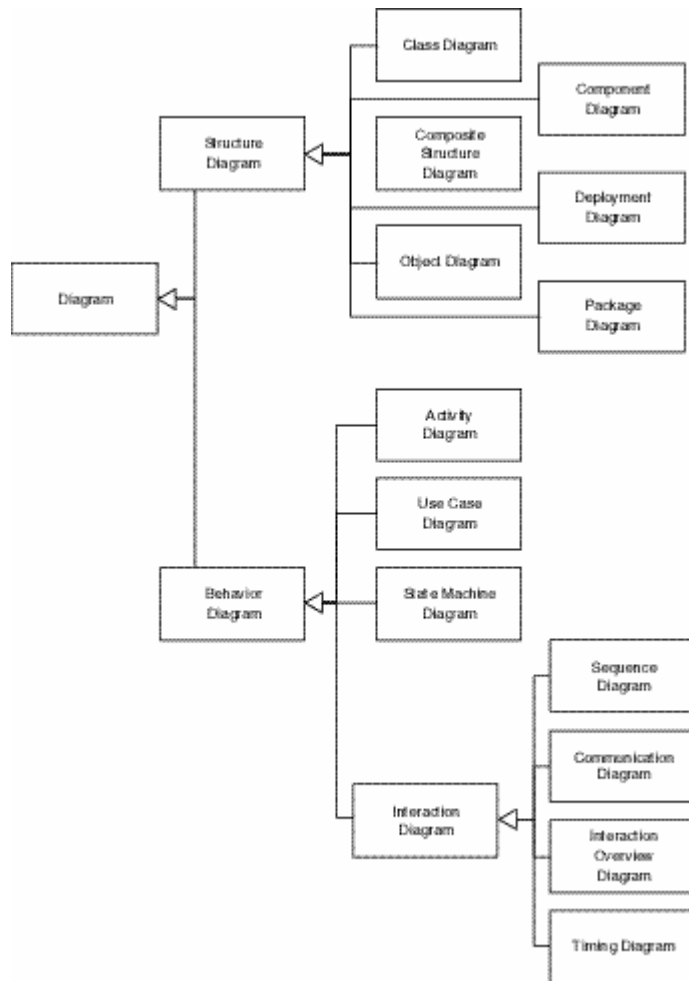 Class Diagram
Component
Diagram
Structure
Diagram
Composite
Structure
Diagram
Deployment
Diagram
Object Diagram
Diagram
Package
Diagram
Activity
Diagram
Use Case
Diagram
Behavior
Diagram
State Machine
Diagram
Sequence
Diagram
Communication
Diagram
Interaction
Diagram
Interaction
Overview
Diagram
Timing Diagram